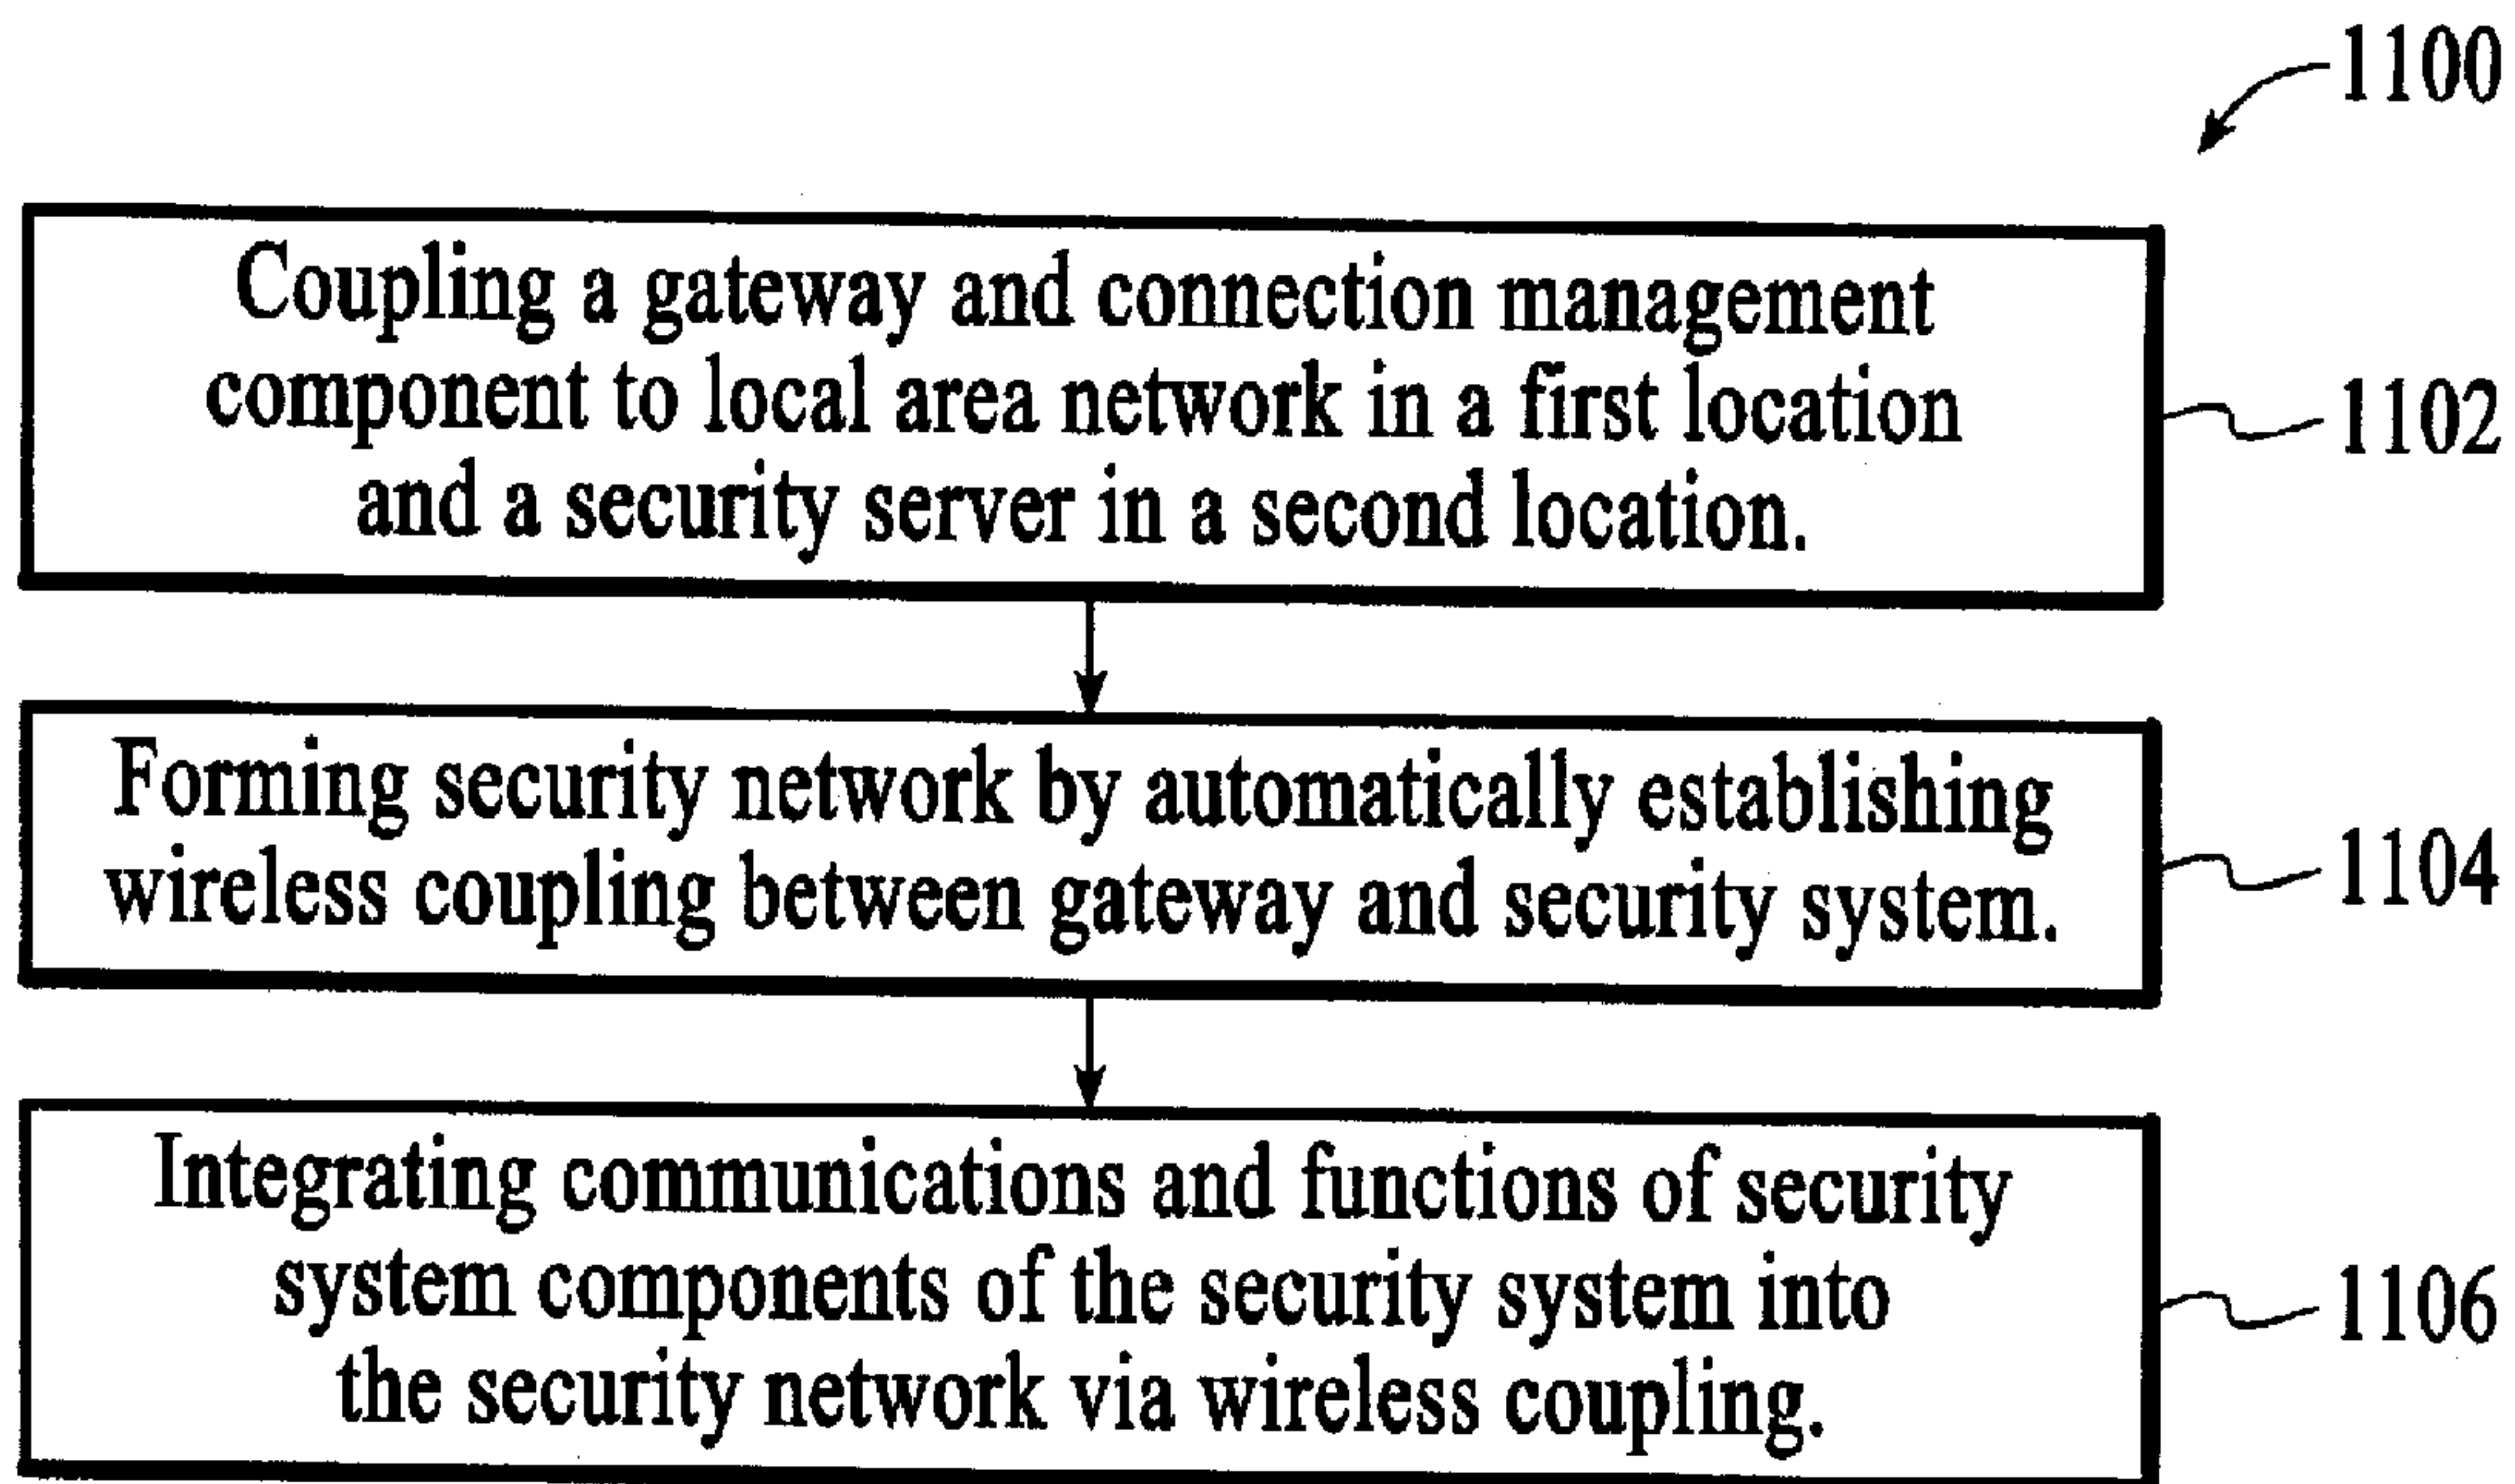 1100
Coupling a gateway and connection management
component to local area network in a first location
and a security server in a second location.
1102
Forming security network by automatically establishing
wireless coupling between gateway and security system.
1104
Integrating communications and functions of security
system components of the security system into
the security network via wireless coupling.
1106